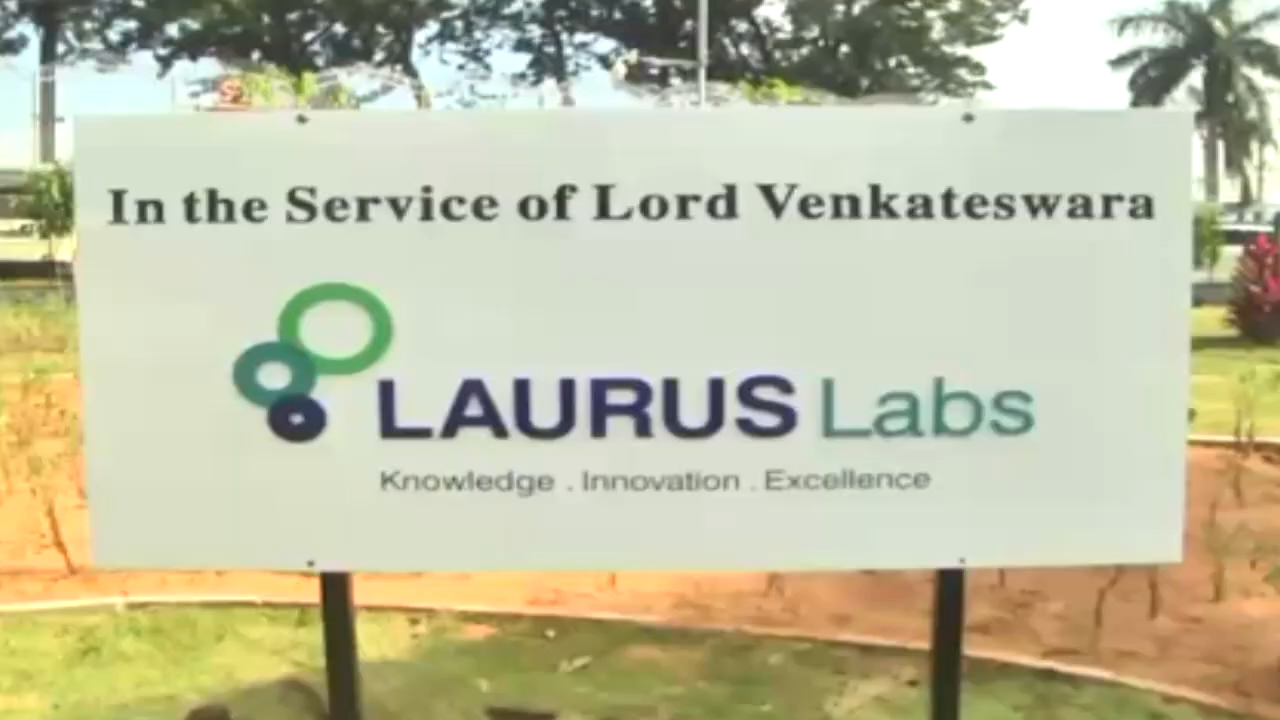 In the Service of Lord Venkateswara
LAURUS Labs
Knowledge . Innovation . Excellence